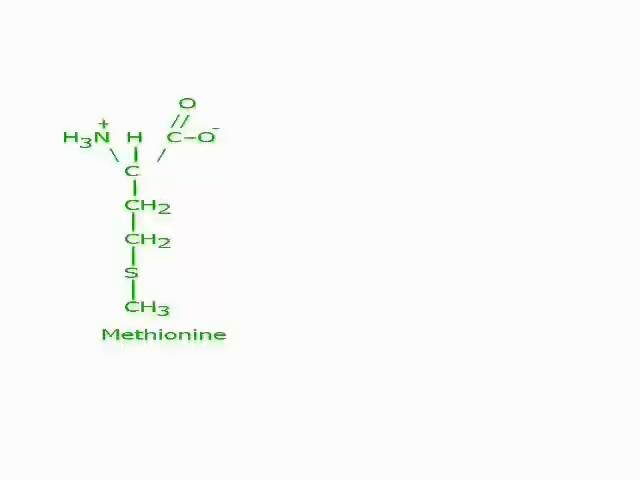 O
H3N+ H C–O-
C
CH2
CH2
S
CH3
Methionine